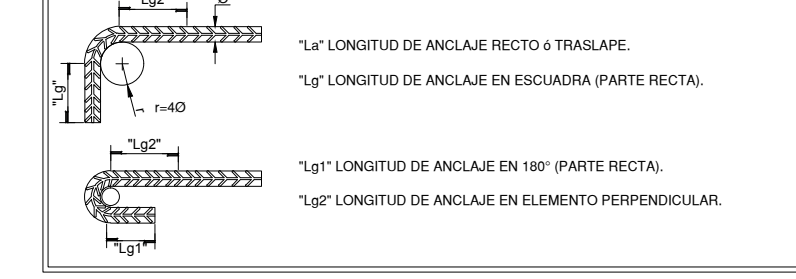 "Lg2" Ø
"La" LONGITUD DE ANCLAJE RECTO ó TRASLAPE.
"Lg" LONGITUD DE ANCLAJE EN ESCUADRA (PARTE RECTA).
"Lg"
r r=4Ø
"Lg2"
"Lg1" LONGITUD DE ANCLAJE EN 180° (PARTE RECTA).
"Lg2" LONGITUD DE ANCLAJE EN ELEMENTO PERPENDICULAR.
"Lg1"